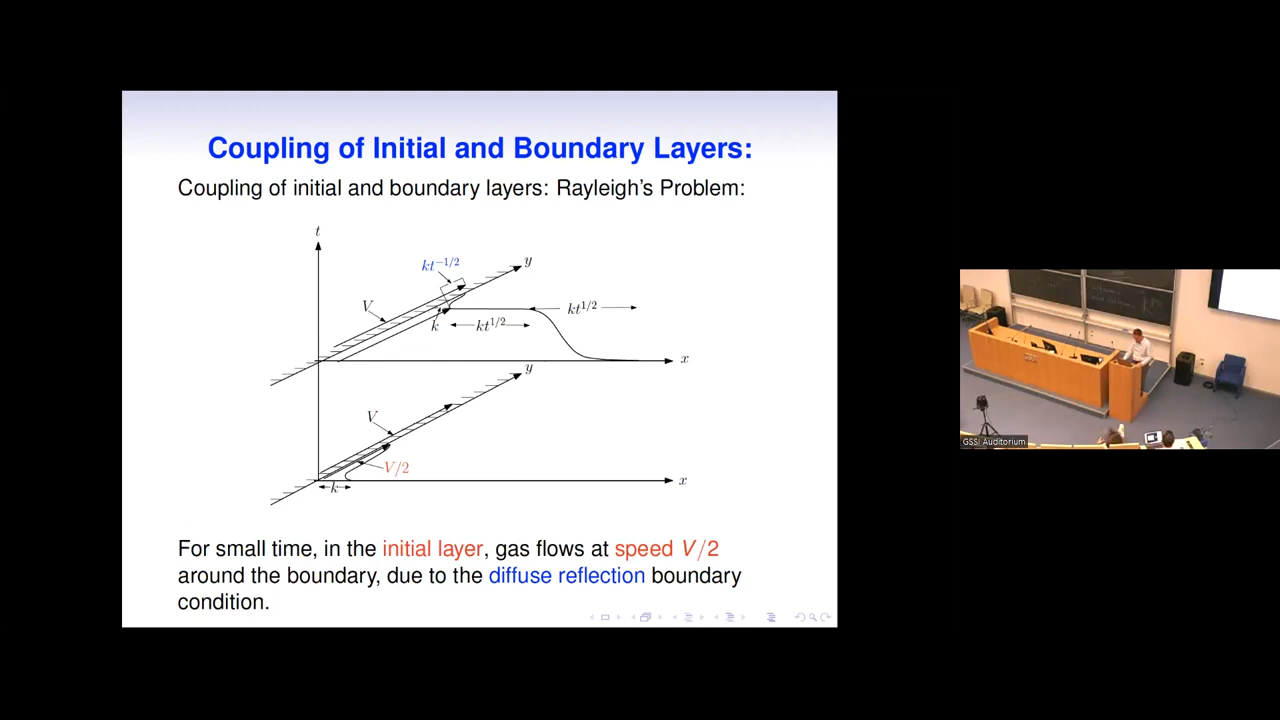 Coupling of Initial and Boundary Layers:
Coupling of initial and boundary layers: Rayleigh's Problem:
t
kt^{-1/2}
y
V
k
kt^{1/2}
kt^{1/2}
x
y
V
V/2
k
x
For small time, in the initial layer, gas flows at speed V/2
around the boundary, due to the diffuse reflection boundary
condition.
GSSI Auditorium